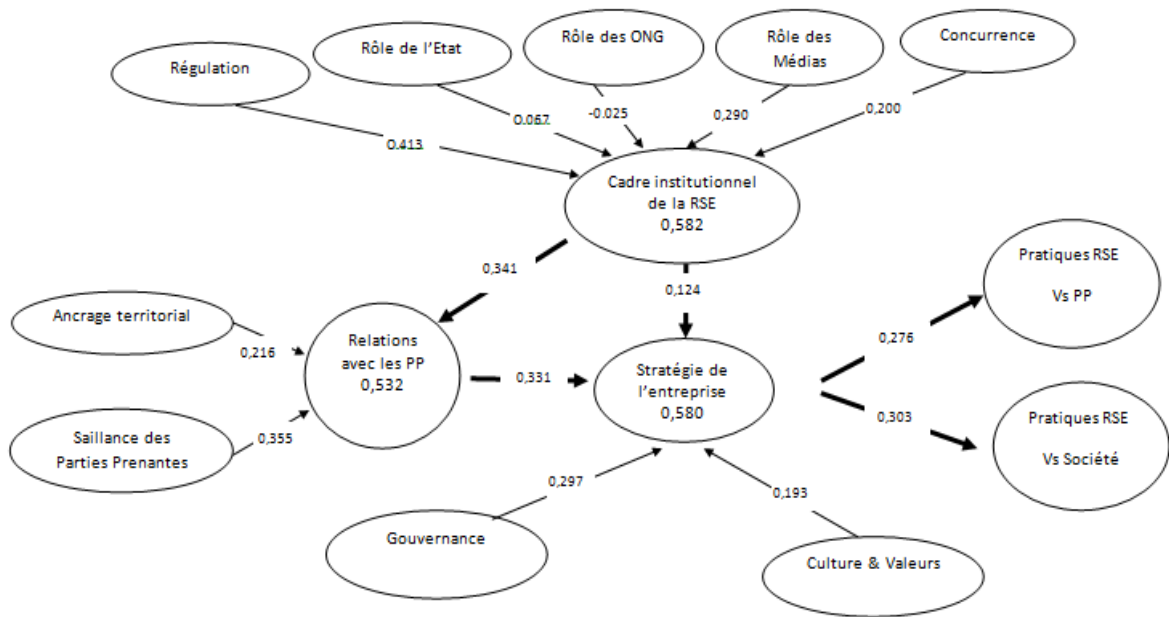 Régulation
Rôle de l'Etat
Rôle des ONG
Rôle des
Médias
Concurrence
0.413
0.067
-0.025
0,290
0,200
Cadre institutionnel
de la RSE
0,582
0,341
0,124
Ancrage territorial
0,216
Relations
avec les PP
0,532
0,331
Stratégie de
l'entreprise
0,580
0,276
Pratiques RSE
Vs PP
0,303
Pratiques RSE
Vs Société
Saillance des
Parties Prenantes
0,355
0,297
Gouvernance
0,193
Culture & Valeurs